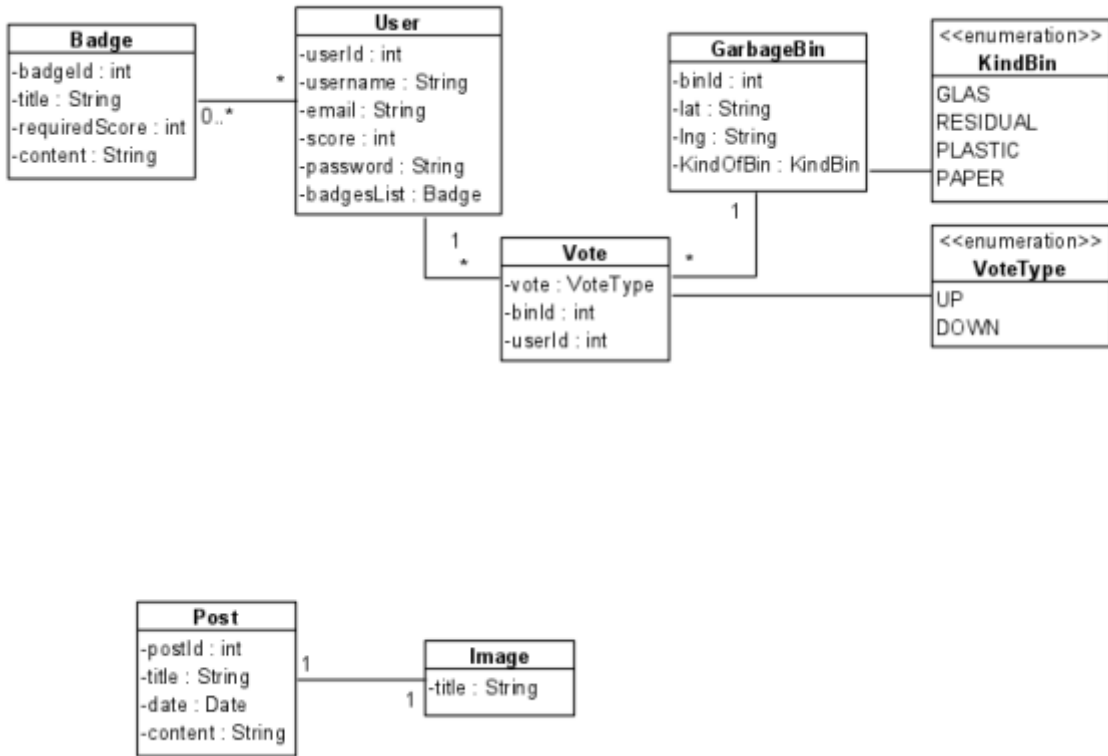 Badge
-badgeId : int
-title : String
-requiredScore : int
-content : String
0..*
*
User
-userId : int
-username : String
-email : String
-score : int
-password : String
-badgesList : Badge
1
*
GarbageBin
-binId : int
-lat : String
-lng : String
-KindOfBin : KindBin
1
*
<<enumeration>>
KindBin
GLAS
RESIDUAL
PLASTIC
PAPER
Vote
-vote : VoteType
-binId : int
-userId : int
<<enumeration>>
VoteType
UP
DOWN
Post
-postId : int
-title : String
-date : Date
-content : String
1
1
Image
-title : String